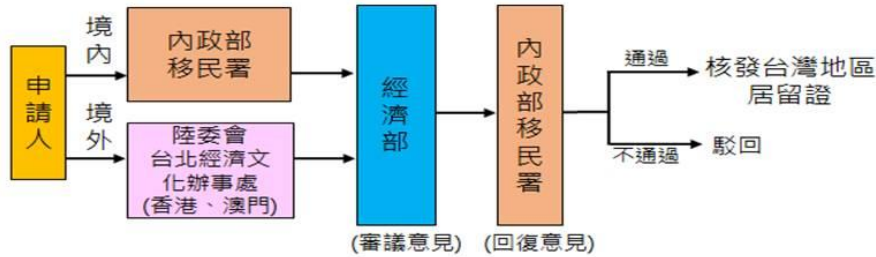 申請人
境內
境外
內政部
移民署
陸委會
台北經濟文
化辦事處
(香港、澳門)
經濟部
(審議意見)
內政部移民署
(回復意見)
通過
核發台灣地區
居留證
不通過
駁回